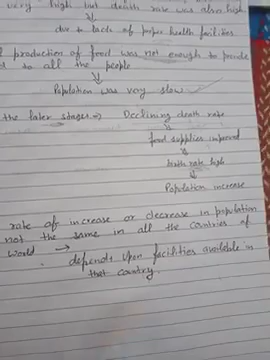 very high but death rate was also high
due to lacks of proper health facilities
production of food was not enough to provide
to all the people
Population was very slow
the later stages => Declining death rate
food supplies improved
birth rate high
Population increase
rate of increase or decrease in population
not the same in all the countries of
world → depends upon facilities available in
that country.